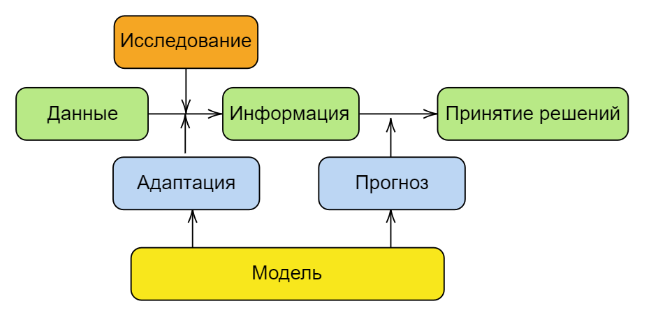 Исследование
Данные
Информация
Принятие решений
Адаптация
Прогноз
Модель